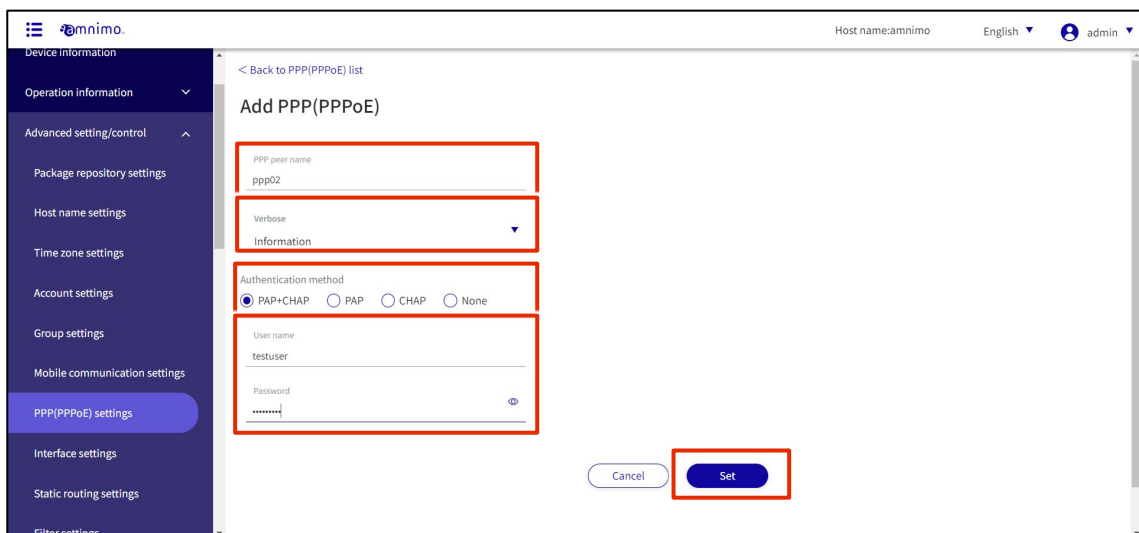 amnimo
Host name:amnimo
English
admin
Device information
Operation information
Advanced setting/control
Package repository settings
Host name settings
Time zone settings
Account settings
Group settings
Mobile communication settings
PPP(PPPoE) settings
Interface settings
Static routing settings
Filter settings
< Back to PPP(PPPoE) list
Add PPP(PPPoE)
PPP peer name
ppp02
Verbose
Information
Authentication method
PAP+CHAP PAP CHAP None
User name
testuser
Password
•••••••••
Cancel
Set